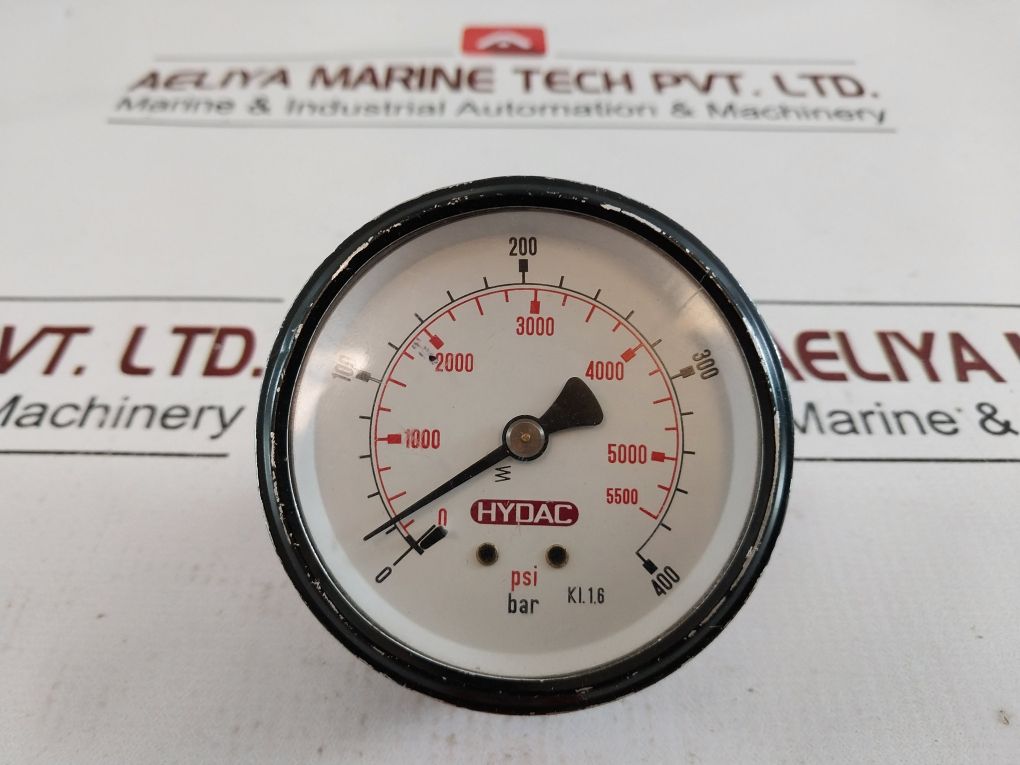 AELIYA MARINE TECH PVT. LTD.
Marine & Industrial Automation & Machinery
VT. LTD.
Machinery
AELIYA M
Marine &
200
100
300
3000
2000
4000
1000
5000
5500
0
W
HYDAC
0
400
psi
bar
Kl.1.6